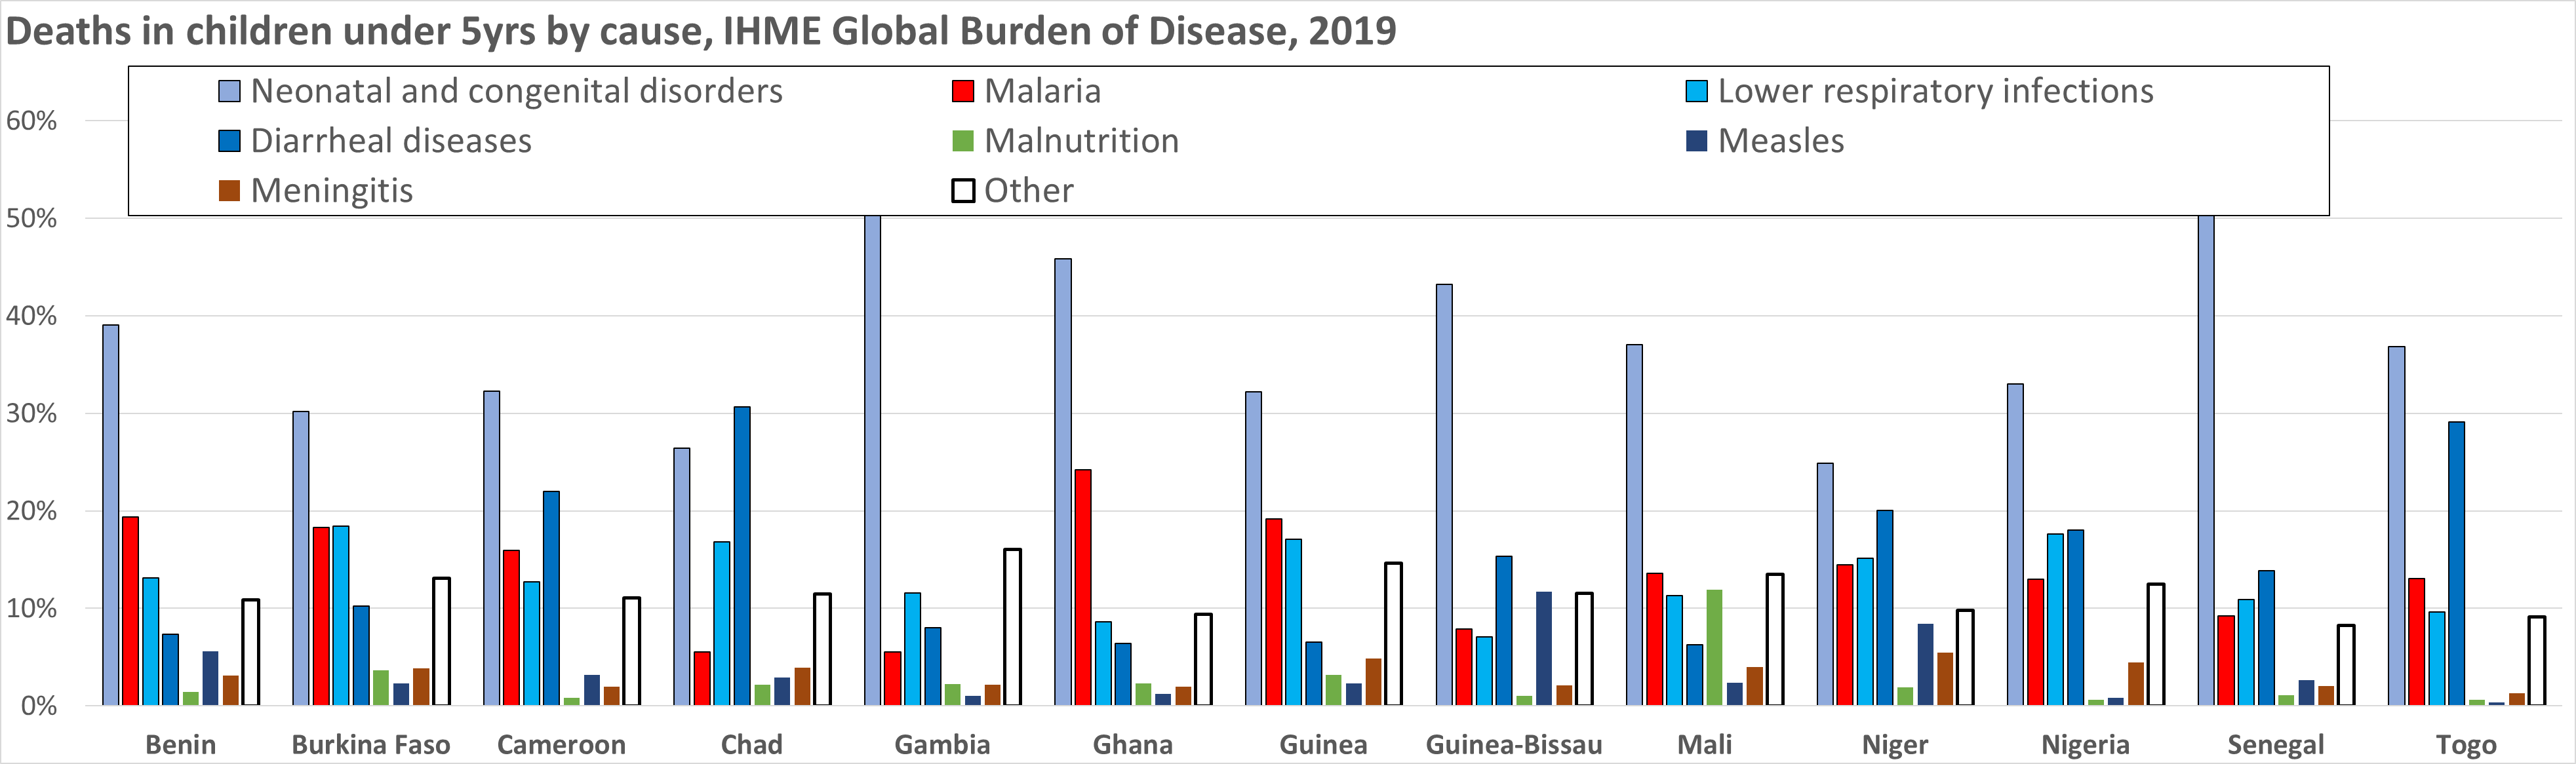 Deaths in children under 5yrs by cause, IHME Global Burden of Disease, 2019
Neonatal and congenital disorders Malaria Lower respiratory infections
Diarrheal diseases Malnutrition Measles
Meningitis Other
60%
50%
40%
30%
20%
10%
0%
Benin Burkina Faso Cameroon Chad Gambia Ghana Guinea Guinea-Bissau Mali Niger Nigeria Senegal Togo